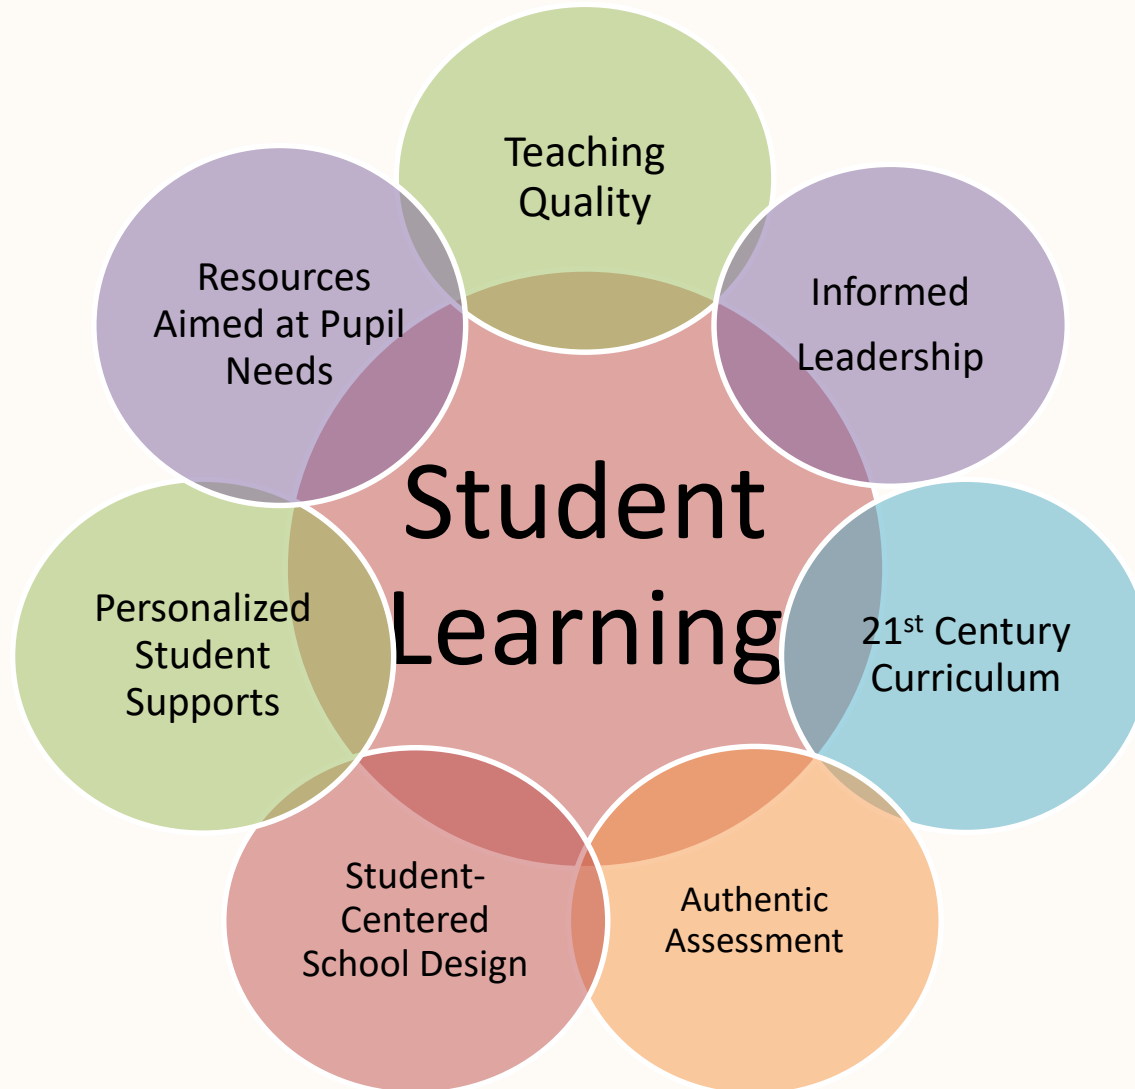 Teaching
Quality
Informed
Leadership
21st Century
Curriculum
Authentic
Assessment
Student-
Centered
School Design
Personalized
Student
Supports
Resources
Aimed at Pupil
Needs
Student
Learning